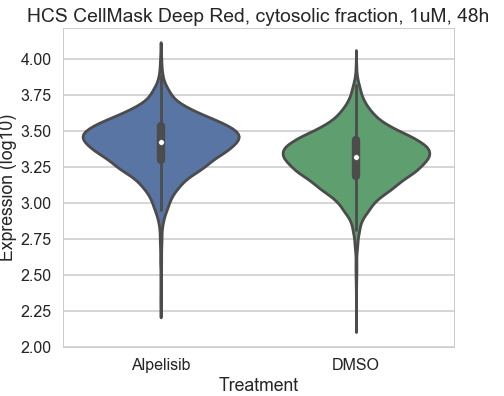 HCS CellMask Deep Red, cytosolic fraction, 1uM, 48h
4.00
3.75
3.50
3.25
3.00
2.75
2.50
2.25
2.00
Expression (log10)
Alpelisib DMSO
Treatment